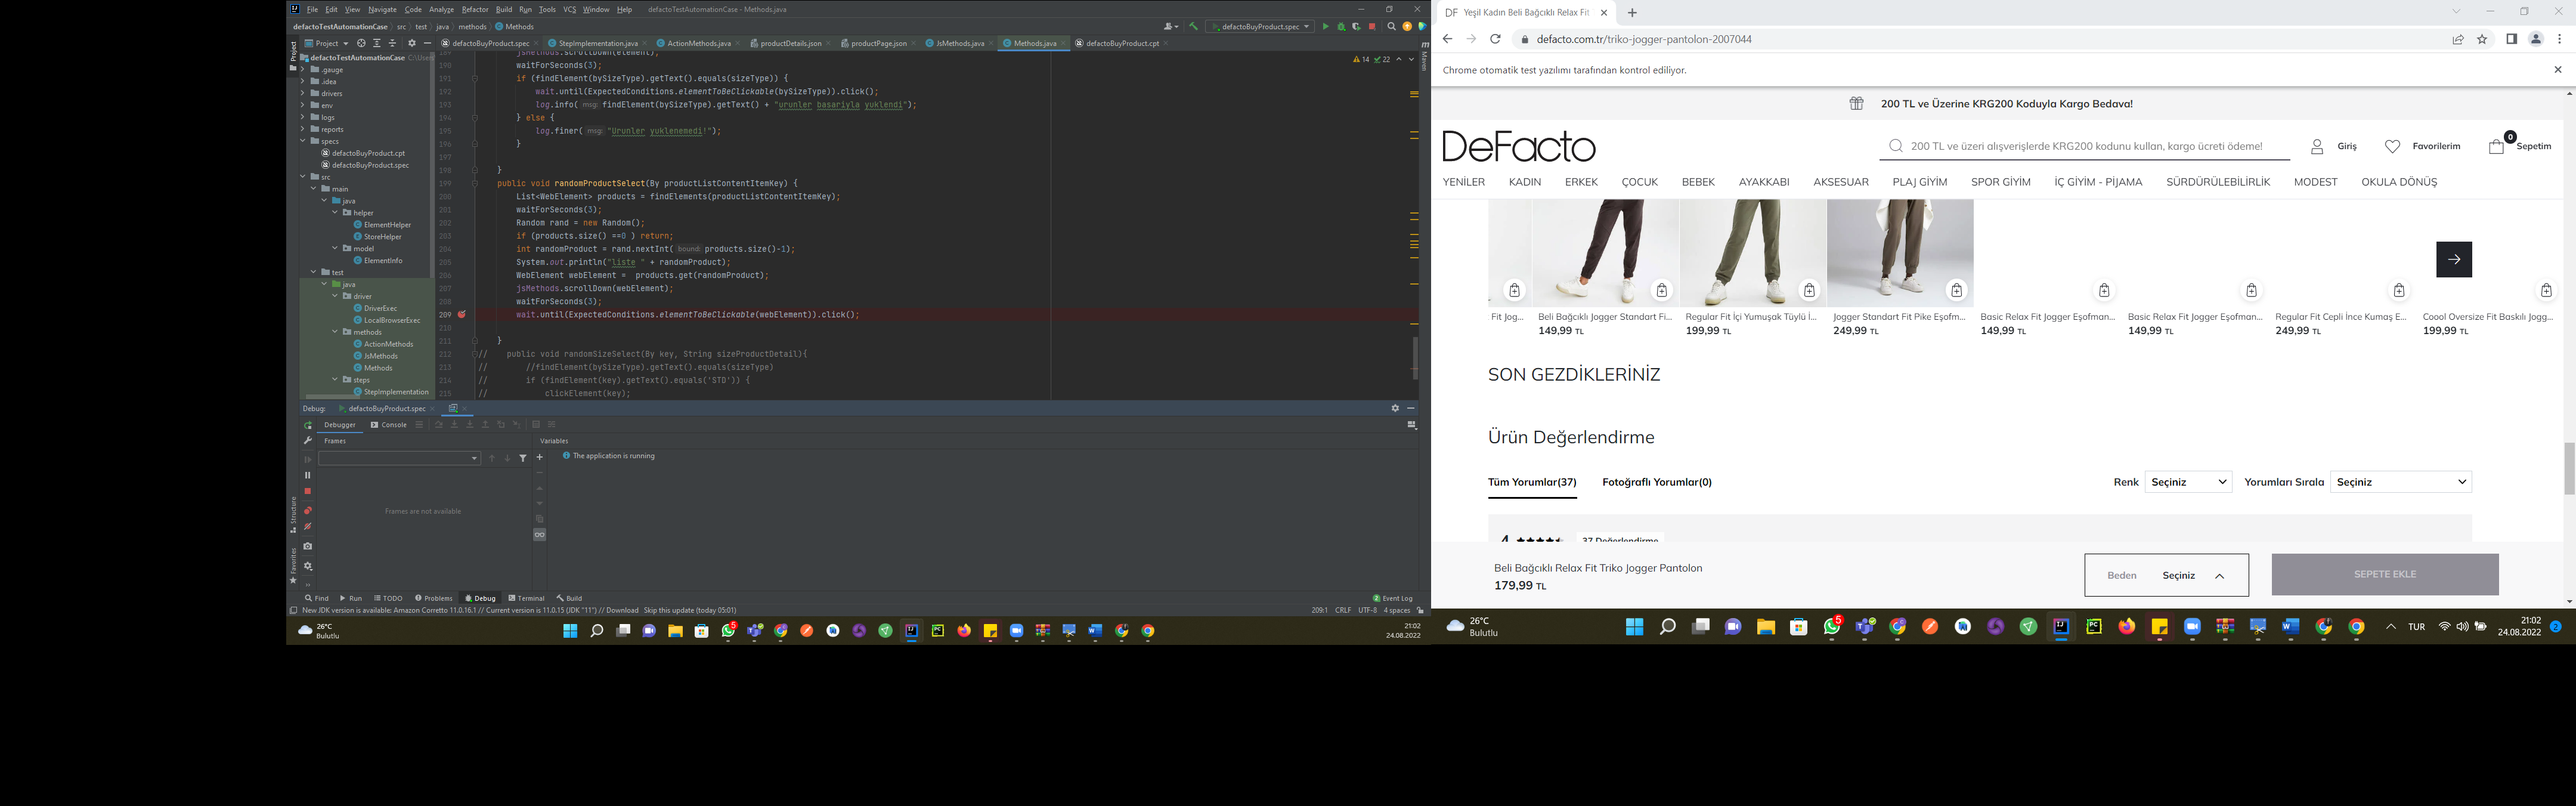 File Edit View Navigate Code Analyze Refactor Build Run Tools VCS Window Help defactoTestAutomationCase - Methods.java
defactoTestAutomationCase src test java methods Methods
defactoBuyProduct.spec
Project
defactoBuyProduct.spec StepImplementation.java ActionMethods.java productDetails.json productPage.json JsMethods.java Methods.java defactoBuyProduct.cpt
Project
Maven
defactoTestAutomationCase C:\Users
.gauge
.idea
drivers
env
logs
reports
specs
defactoBuyProduct.cpt
defactoBuyProduct.spec
src
main
java
helper
ElementHelper
StoreHelper
model
ElementInfo
test
java
driver
DriverExec
LocalBrowserExec
methods
ActionMethods
JsMethods
Methods
steps
StepImplementation
14 22
189 jsMethods.scrollDown(element);
190 waitForSeconds(3);
191 if (findElement(bySizeType).getText().equals(sizeType)) {
192 wait.until(ExpectedConditions.elementToBeClickable(bySizeType)).click();
193 log.info( msg: findElement(bySizeType).getText() + "urunler basariyla yuklendi");
194 } else {
195 log.finer( msg: "Urunler yuklenemedi!");
196 }
197
198 }
199 public void randomProductSelect(By productListContentItemKey) {
200 List<WebElement> products = findElements(productListContentItemKey);
201 waitForSeconds(3);
202 Random rand = new Random();
203 if (products.size() ==0 ) return;
204 int randomProduct = rand.nextInt( bound: products.size()-1);
205 System.out.println("liste " + randomProduct);
206 WebElement webElement = products.get(randomProduct);
207 jsMethods.scrollDown(webElement);
208 waitForSeconds(3);
209 wait.until(ExpectedConditions.elementToBeClickable(webElement)).click();
210
211 }
212 // public void randomSizeSelect(By key, String sizeProductDetail){
213 // //findElement(bySizeType).getText().equals(sizeType)
214 // if (findElement(key).getText().equals('STD')) {
215 // clickElement(key);
Debug: defactoBuyProduct.spec
Debugger Console
Frames
Variables
The application is running
Frames are not available
Structure
Favorites
Find Run TODO Problems Debug Terminal Build Event Log
New JDK version is available: Amazon Corretto 11.0.16.1 // Current version is 11.0.15 (JDK "11") // Download Skip this update (today 05:01)
209:1 CRLF UTF-8 4 spaces
26°C
Bulutlu
5
21:02
24.08.2022
DF Yeşil Kadın Beli Bağcıklı Relax Fit
defacto.com.tr/triko-jogger-pantolon-2007044
Chrome otomatik test yazılımı tarafından kontrol ediliyor.
200 TL ve Üzerine KRG200 Koduyla Kargo Bedava!
DeFacto
200 TL ve üzeri alışverişlerde KRG200 kodunu kullan, kargo ücreti ödeme!
Giriş
Favorilerim
0
Sepetim
YENİLER KADIN ERKEK ÇOCUK BEBEK AYAKKABI AKSESUAR PLAJ GİYİM SPOR GİYİM İÇ GİYİM - PİJAMA SÜRDÜRÜLEBİLİRLİK MODEST OKULA DÖNÜŞ
Fit Jog...
Beli Bağcıklı Jogger Standart Fi...
149,99 TL
Regular Fit İçi Yumuşak Tüylü İ...
199,99 TL
Jogger Standart Fit Pike Eşofm...
249,99 TL
Basic Relax Fit Jogger Eşofman...
149,99 TL
Basic Relax Fit Jogger Eşofman...
149,99 TL
Regular Fit Cepli İnce Kumaş E...
249,99 TL
Coool Oversize Fit Baskılı Jogg...
199,99 TL
SON GEZDİKLERİNİZ
Ürün Değerlendirme
Tüm Yorumlar(37) Fotoğraflı Yorumlar(0)
Renk Seçiniz
Yorumları Sırala Seçiniz
4
37 Değerlendirme
Beli Bağcıklı Relax Fit Triko Jogger Pantolon
179,99 TL
Beden Seçiniz
SEPETE EKLE
26°C
Bulutlu
5
TUR
21:02
24.08.2022
2